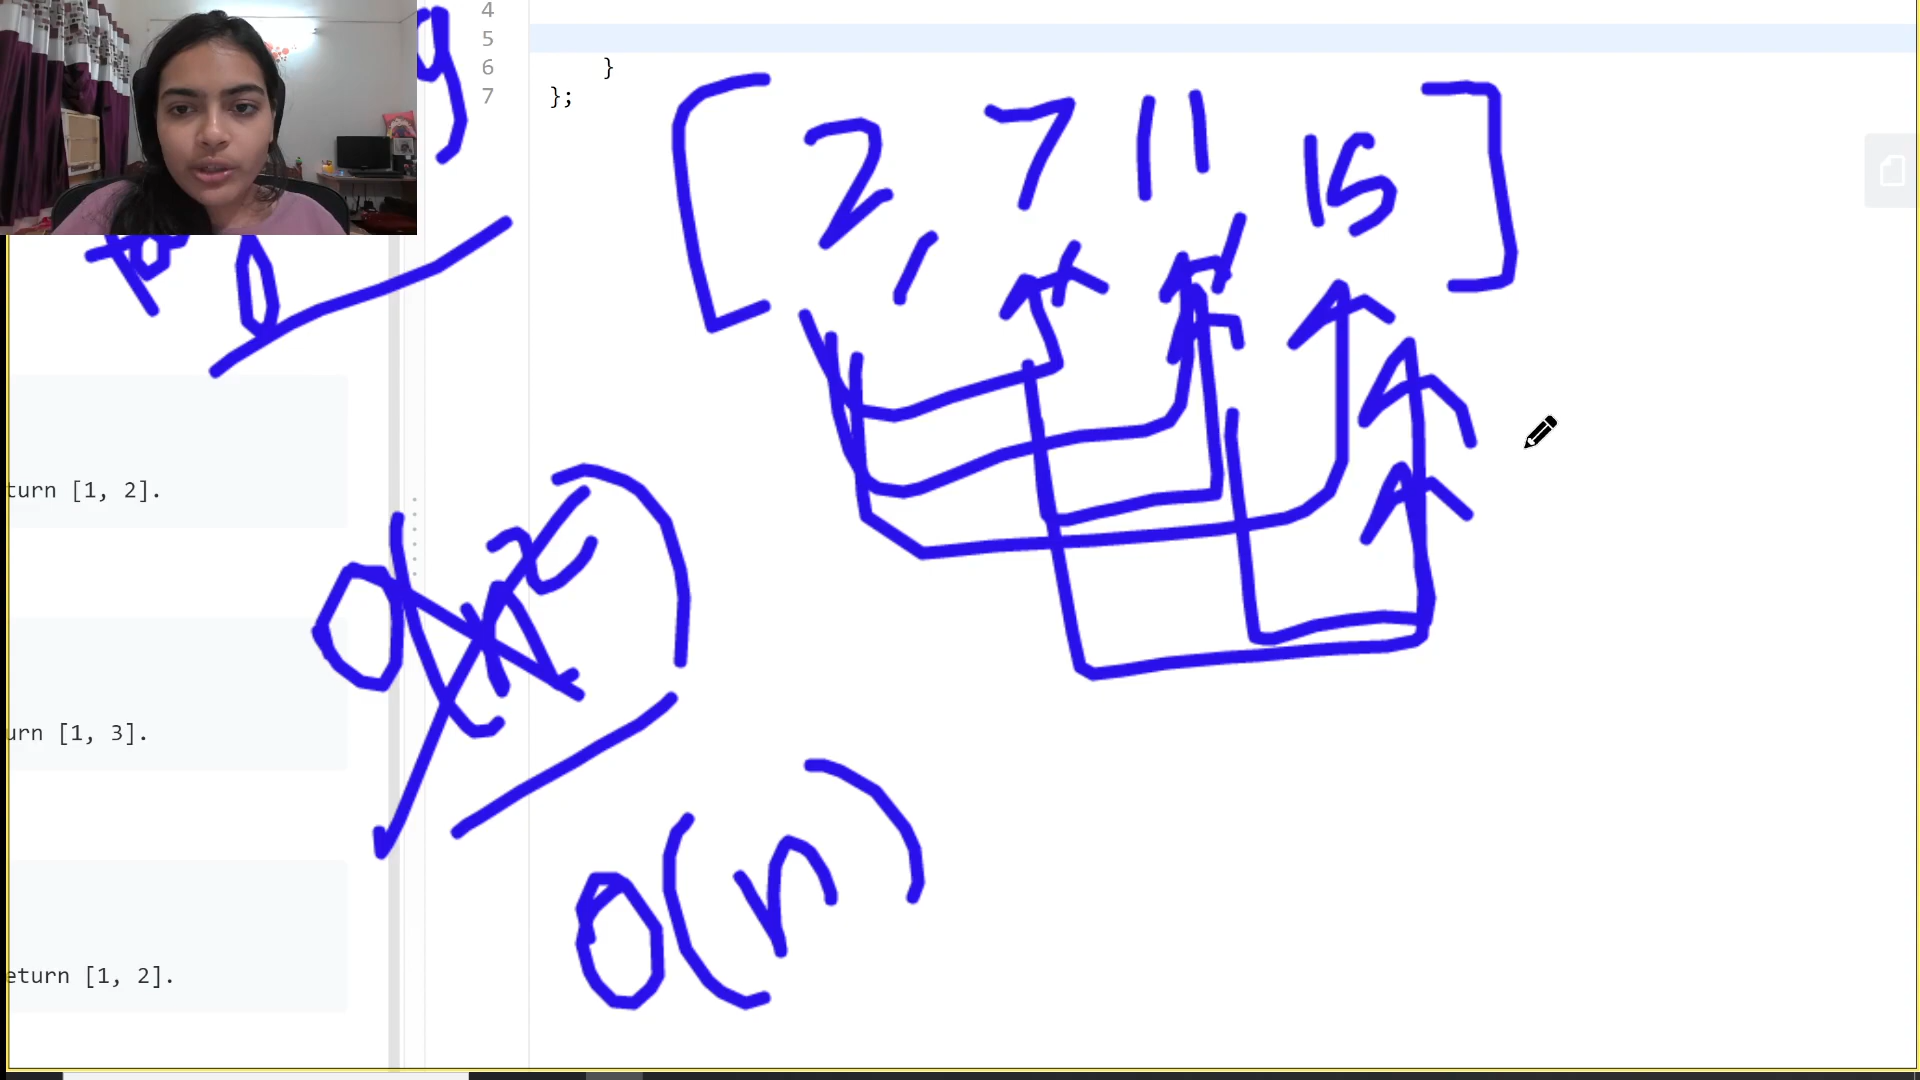 4
5
6 }
7 };
[ 2, 7, 11, 15 ]
turn [1, 2].
O(n²)
urn [1, 3].
O(n)
eturn [1, 2].